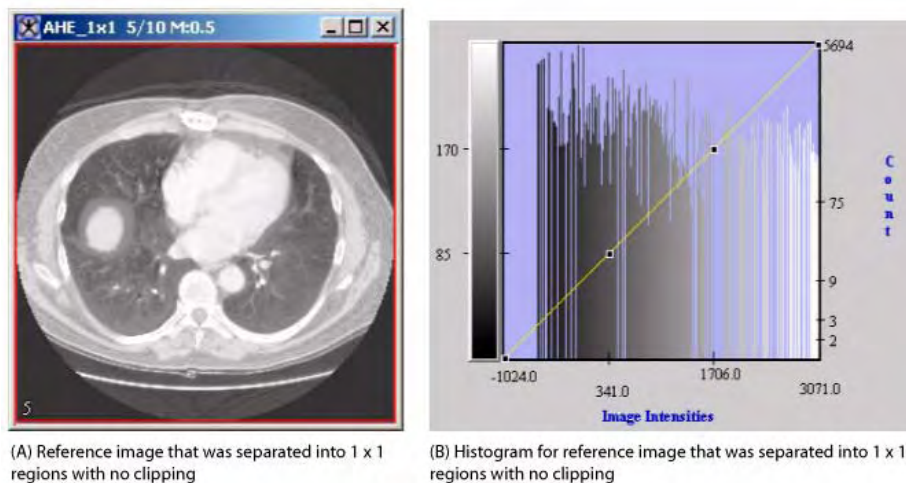 AHE_1x1 5/10 M:0.5
5
(A) Reference image that was separated into 1 x 1
regions with no clipping
5694
170
75
85
9
3
2
Count
-1024.0
341.0
1706.0
3071.0
Image Intensities
(B) Histogram for reference image that was separated into 1 x 1
regions with no clipping